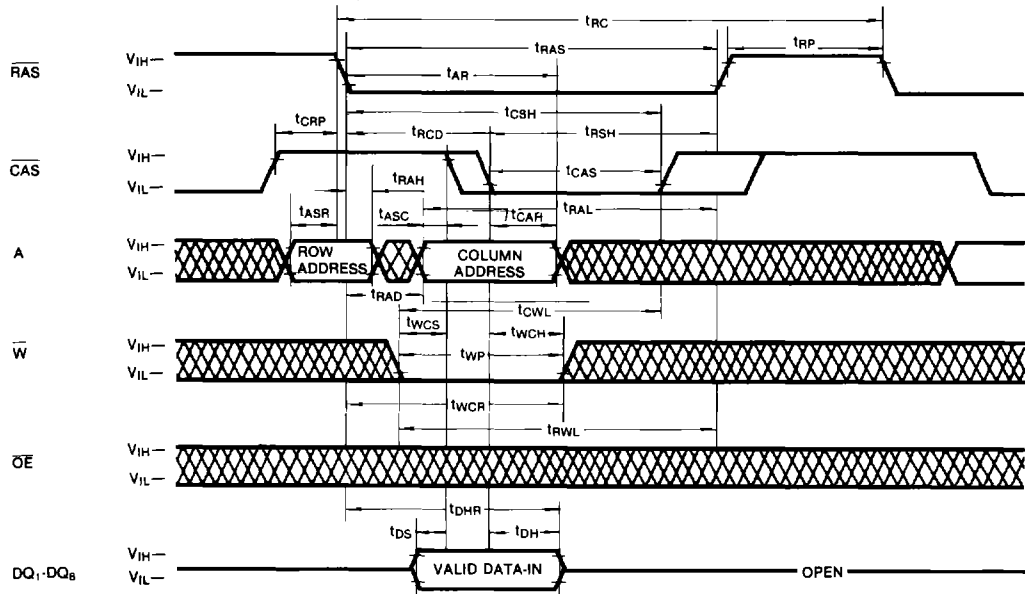 tRC
tRAS
tRP
RAS
VIH
VIL
tAR
tCSH
tCRP
tRCD
tRSH
CAS
VIH
VIL
tCAS
tRAH
tRAL
tASR
tASC
tCAH
A
VIH
VIL
ROW
ADDRESS
COLUMN
ADDRESS
tRAD
tCWL
tWCS
tWCH
W
VIH
VIL
tWP
tWCR
tRWL
OE
VIH
VIL
tDHR
tDS
tDH
DQ1-DQ8
VIH
VIL
VALID DATA-IN
OPEN